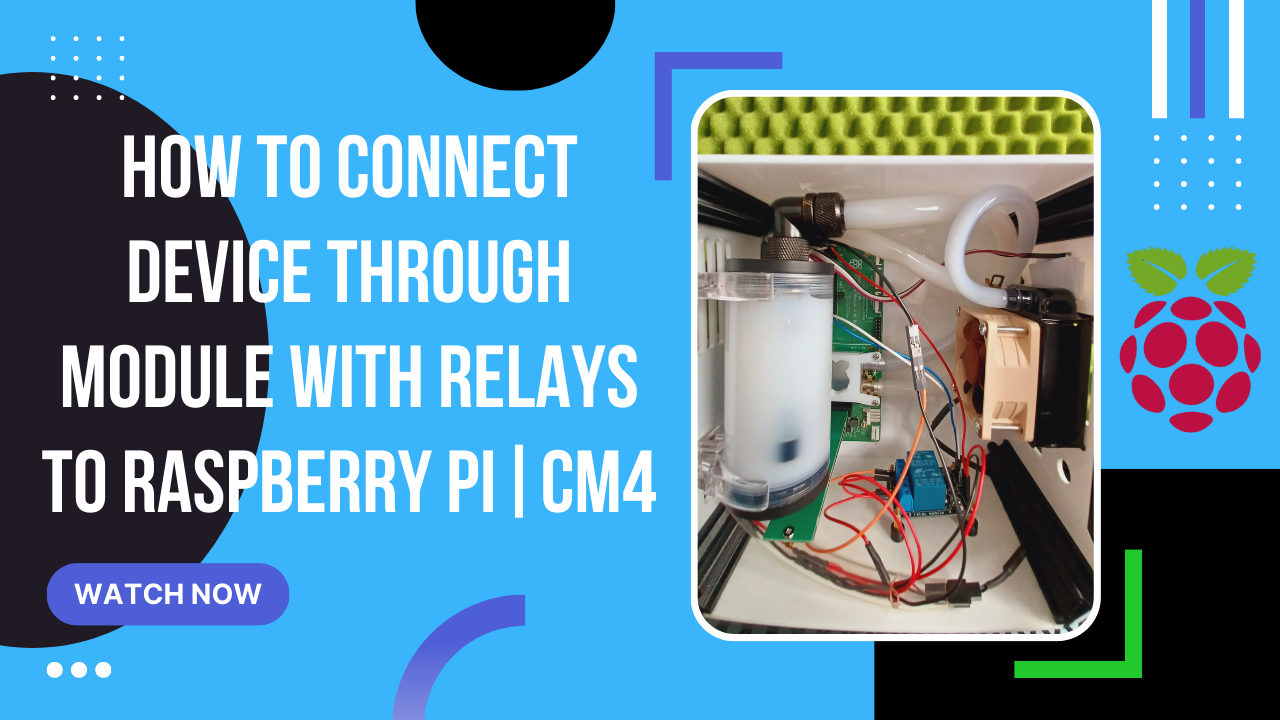 HOW TO CONNECT
DEVICE THROUGH
MODULE WITH RELAYS
TO RASPBERRY PI | CM4
WATCH NOW